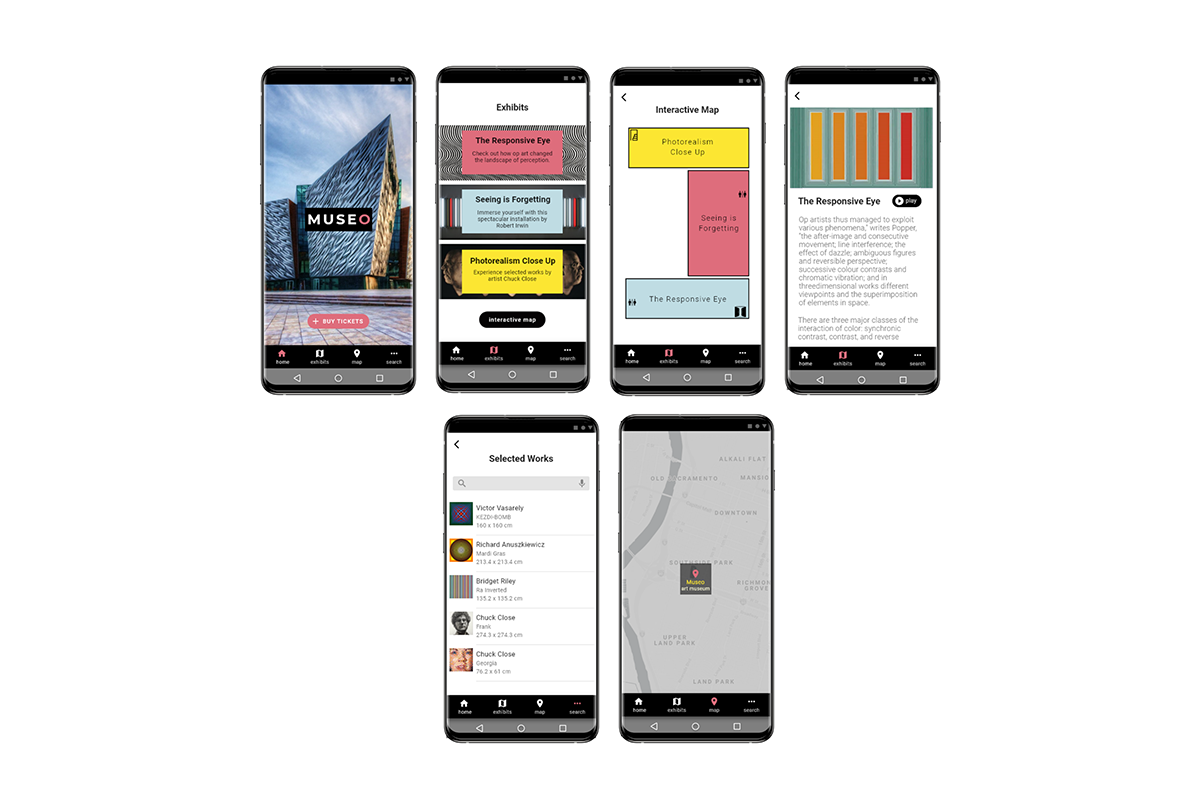 MUSEO
+ BUY TICKETS
home exhibits map search
Exhibits
The Responsive Eye
Check out how op art changed
the landscape of perception.
Seeing is Forgetting
Immerse yourself with this
spectacular installation by
Robert Irwin
Photorealism Close Up
Experience selected works by
artist Chuck Close
interactive map
home exhibits map search
Interactive Map
Photorealism
Close Up
Seeing is
Forgetting
The Responsive Eye
home exhibits map search
The Responsive Eye
play
Op artists thus managed to exploit
various phenomena," writes Popper,
"the after-image and consecutive
movement; line interference; the
effect of dazzle; ambiguous figures
and reversible perspective;
successive colour contrasts and
chromatic vibration; and in
threedimensional works different
viewpoints and the superimposition
of elements in space.
There are three major classes of the
interaction of color: synchronic
contrast, contrast, and reverse
home exhibits map search
Selected Works
Victor Vasarely
KEZDI-BOMB
160 x 160 cm
Richard Anuszkiewicz
Mardi Gras
213.4 x 213.4 cm
Bridget Riley
Ra Inverted
135.2 x 135.2 cm
Chuck Close
Frank
274.3 x 274.3 cm
Chuck Close
Georgia
76.2 x 61 cm
home exhibits map search
ALKALI FLAT
OLD SACRAMENTO
MANSIO
DOWNTOWN
SOUTHSIDE PARK
Museo
art museum
RICHMON
GROVE
UPPER
LAND PARK
LAND PARK
home exhibits map search